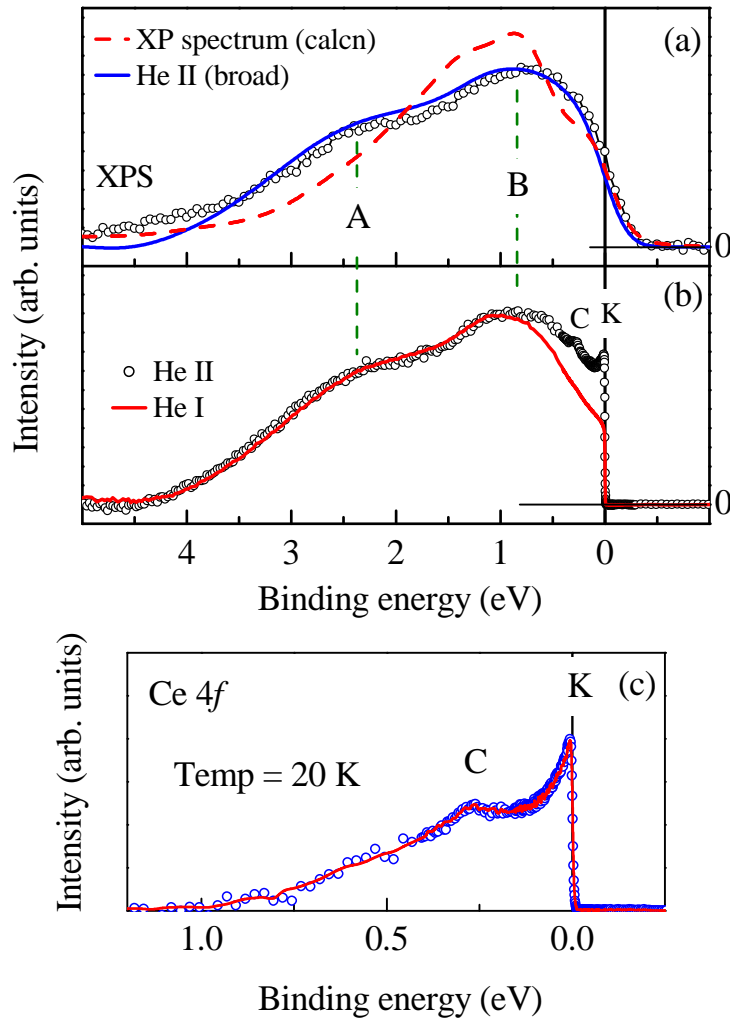 XP spectrum (calcn)
(a)
He II (broad)
XPS
A
B
0
(b)
C K
He II
He I
0
4 3 2 1 0
Binding energy (eV)
Intensity (arb. units)
Ce 4f
K
(c)
C
Temp = 20 K
1.0 0.5 0.0
Binding energy (eV)
Intensity (arb. units)